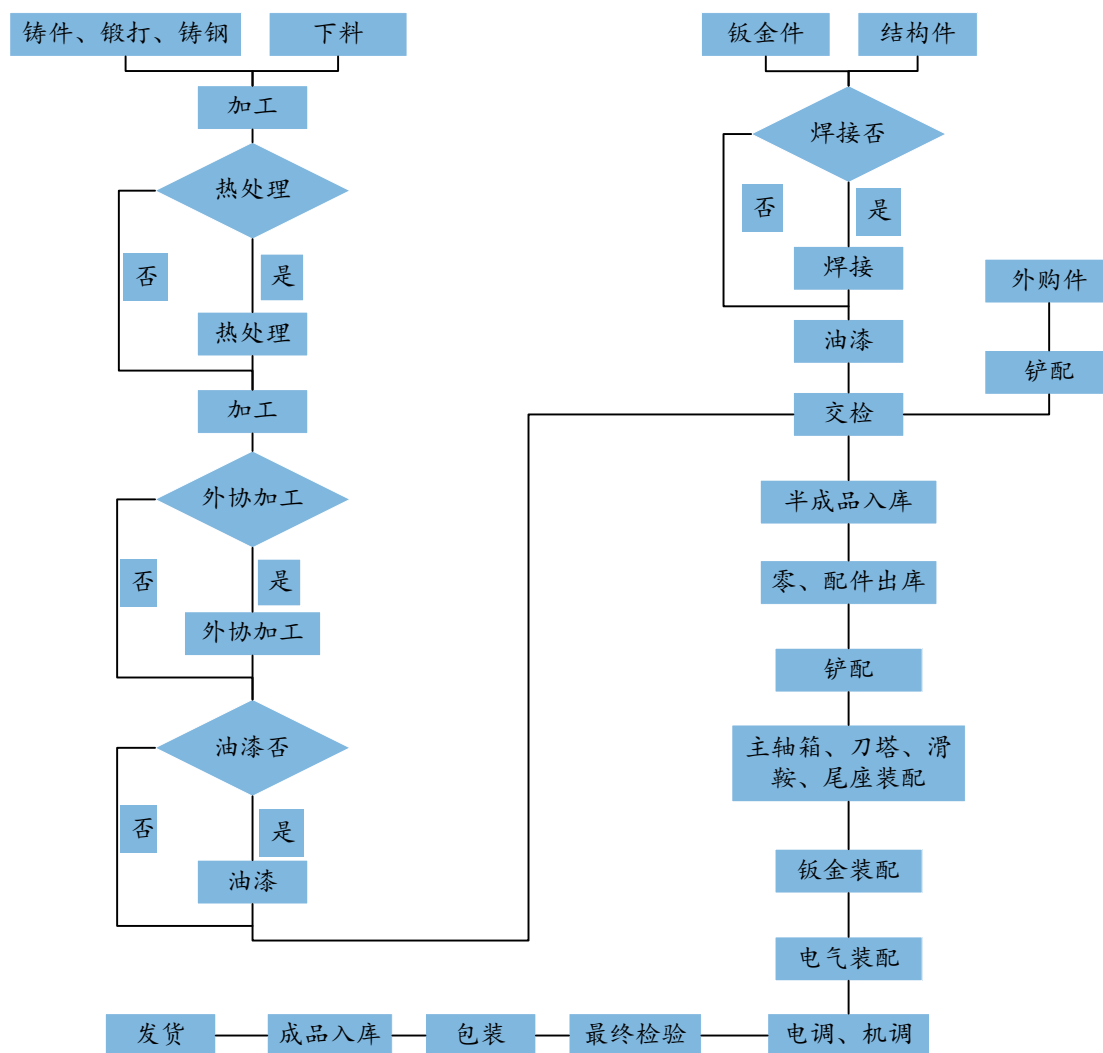 铸件、锻打、铸钢
下料
加工
热处理
否
是
热处理
加工
外协加工
否
是
外协加工
油漆否
否
是
油漆
钣金件
结构件
焊接否
否
是
焊接
油漆
外购件
铲配
交检
半成品入库
零、配件出库
铲配
主轴箱、刀塔、滑
鞍、尾座装配
钣金装配
电气装配
电调、机调
最终检验
包装
成品入库
发货